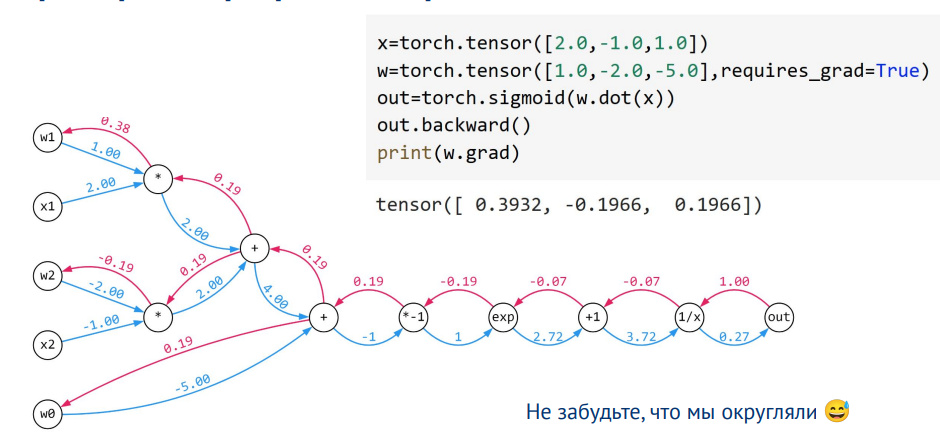 x=torch.tensor([2.0,-1.0,1.0])
w=torch.tensor([1.0,-2.0,-5.0],requires_grad=True)
out=torch.sigmoid(w.dot(x))
out.backward()
print(w.grad)
tensor([ 0.3932, -0.1966,  0.1966])
w1
0.38
1.00
x1
2.00
*
0.19
2.00
w2
-0.19
-2.00
x2
-1.00
*
0.19
2.00
+
0.19
4.00
w0
0.19
-5.00
+
0.19
-1
*-1
-0.19
1
exp
-0.07
2.72
+1
-0.07
3.72
1/x
1.00
0.27
out
Не забудьте, что мы округляли 😅